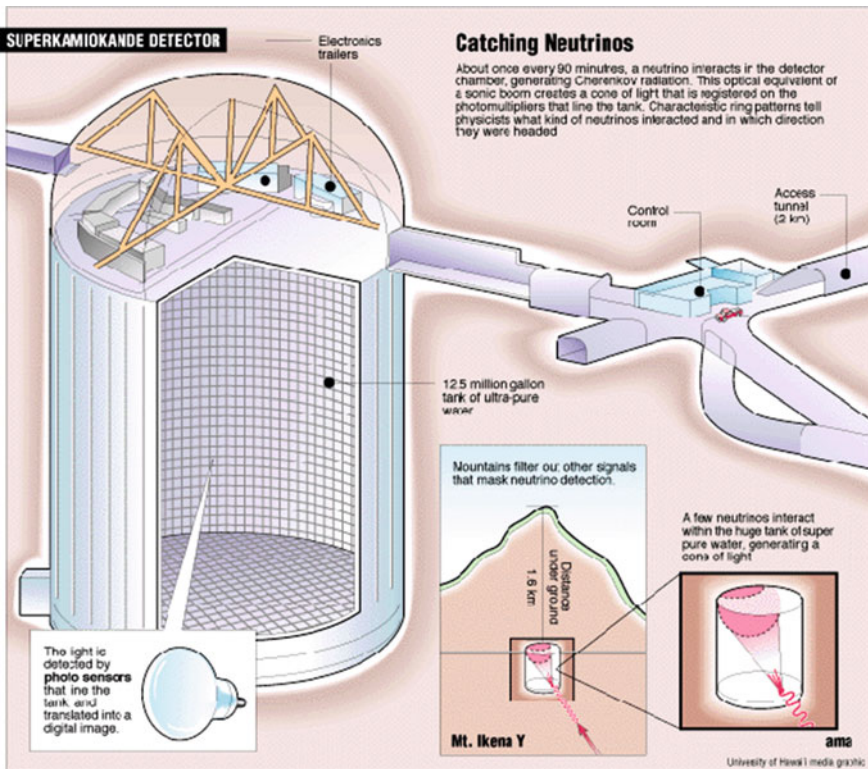 SUPERKAMIOKANDE DETECTOR
Electronics
trailers
Catching Neutrinos
About once every 90 minutres, a neutrino interacts in the detector
chamber, generating Cherenkov radiation. This optical equivalent of
a sonic boom creates a cone of light that is registered on the
photomultipliers that line the tank. Characteristic ring patterns tell
physicists what kind of neutrinos interacted and in which direction
they were headed
Control
room
Access
tunnel
(2 km)
12.5 million gallon
tank of ultra-pure
water
Mountains filter out other signals
that mask neutrino detection.
Distance
under ground
1.6 km
A few neutrinos interact
within the huge tank of super
pure water, generating a
cone of light
The light is
detected by
photo sensors
that line the
tank and
translated into a
digital image.
Mt. Ikena Y
ama
University of Hawai'i media graphic